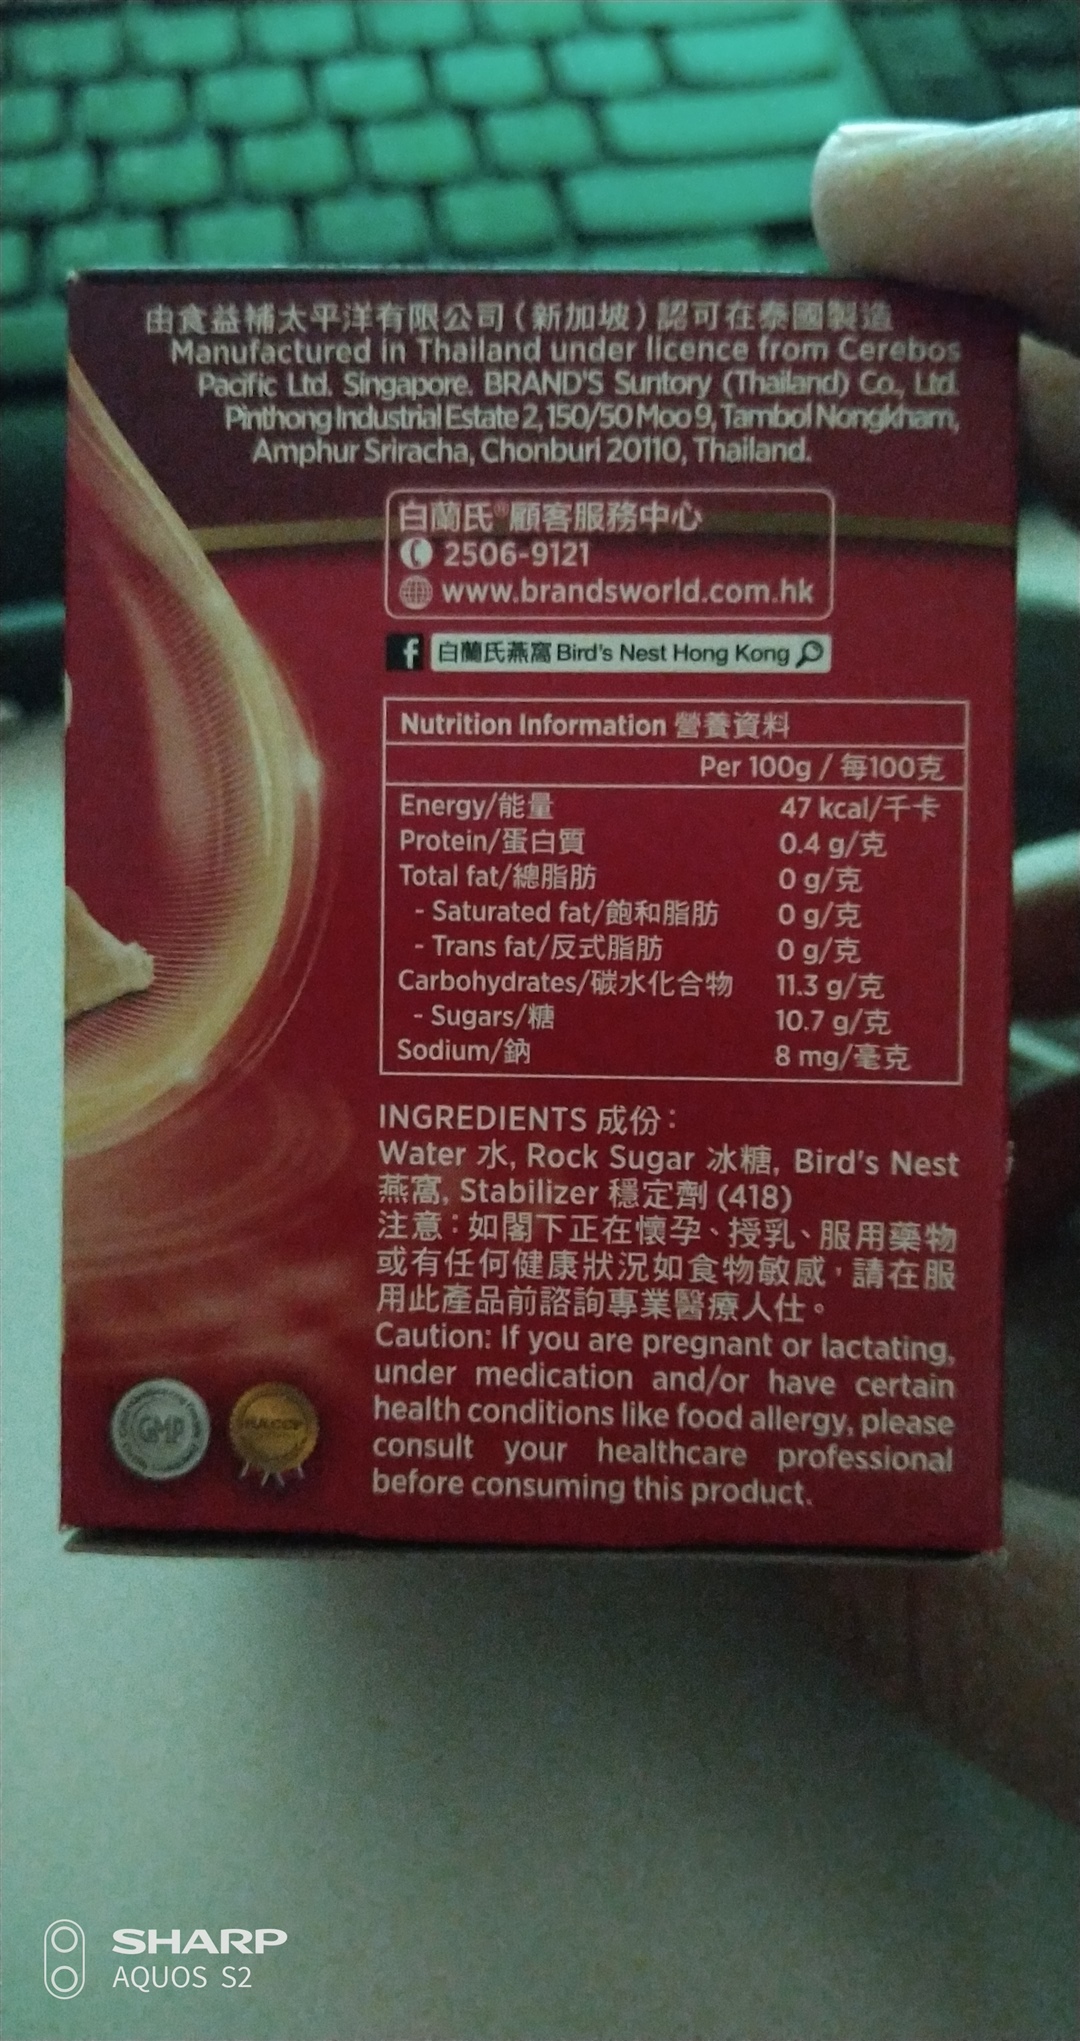 由食益補太平洋有限公司（新加坡）認可在泰國製造
Manufactured in Thailand under licence from Cerebos
Pacific Ltd. Singapore. BRAND'S Suntory (Thailand) Co., Ltd.
Pinthong Industrial Estate 2, 150/50 Moo 9, Tambol Nongkham,
Amphur Sriracha, Chonburi 20110, Thailand.
白蘭氏®顧客服務中心
2506-9121
www.brandsworld.com.hk
f 白蘭氏燕窩 Bird's Nest Hong Kong
Nutrition Information 營養資料
Per 100g / 每100克
Energy/能量 47 kcal/千卡
Protein/蛋白質 0.4 g/克
Total fat/總脂肪 0 g/克
- Saturated fat/飽和脂肪 0 g/克
- Trans fat/反式脂肪 0 g/克
Carbohydrates/碳水化合物 11.3 g/克
- Sugars/糖 10.7 g/克
Sodium/鈉 8 mg/毫克
INGREDIENTS 成份：
Water 水, Rock Sugar 冰糖, Bird's Nest
燕窩, Stabilizer 穩定劑 (418)
注意：如閣下正在懷孕、授乳、服用藥物
或有任何健康狀況如食物敏感，請在服
用此產品前諮詢專業醫療人仕。
Caution: If you are pregnant or lactating,
under medication and/or have certain
health conditions like food allergy, please
consult your healthcare professional
before consuming this product.
GMP
HACCP
SHARP
AQUOS S2